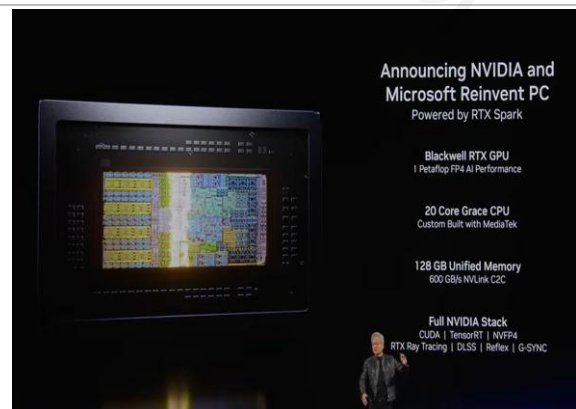 Announcing NVIDIA and
Microsoft Reinvent PC
Powered by RTX Spark
Blackwell RTX GPU
1 Petaflop FP4 AI Performance
20 Core Grace CPU
Custom Built with MediaTek
128 GB Unified Memory
600 GB/s NVLink C2C
Full NVIDIA Stack
CUDA | TensorRT | NVFP4
RTX Ray Tracing | DLSS | Reflex | G-SYNC